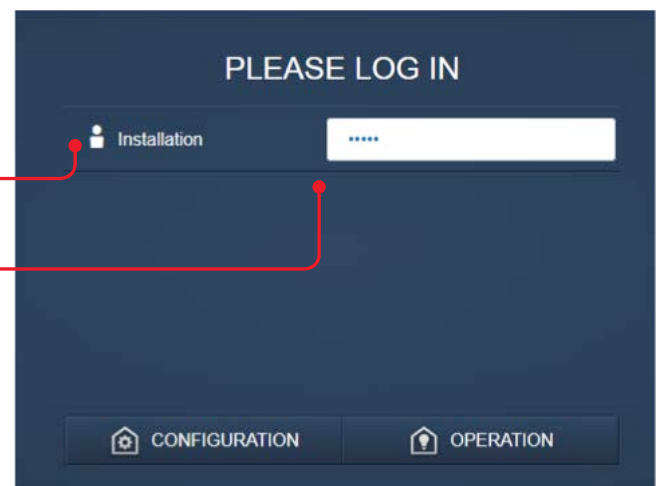 PLEASE LOG IN
Installation
•••••
CONFIGURATION
OPERATION